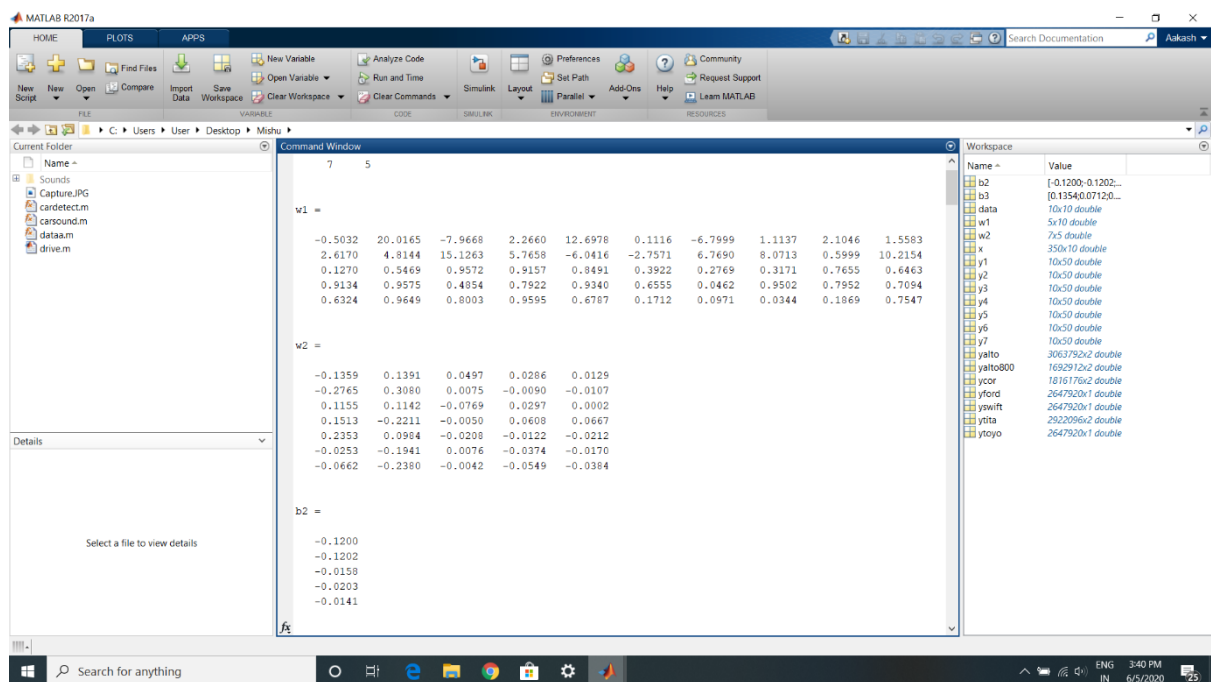 MATLAB R2017a
HOME PLOTS APPS
Search Documentation Aakash
New Script
New
Open
Find Files
Compare
Import Data
Save Workspace
New Variable
Open Variable
Clear Workspace
Analyze Code
Run and Time
Clear Commands
Simulink
Layout
Preferences
Set Path
Parallel
Add-Ons
Help
Community
Request Support
Learn MATLAB
FILE VARIABLE CODE SIMULINK ENVIRONMENT RESOURCES
C: Users User Desktop Mishu
Current Folder
Name
Sounds
Capture.JPG
cardetect.m
carsound.m
dataa.m
drive.m
Details
Select a file to view details
Command Window
7 5
w1 =
-0.5032 20.0165 -7.9668 2.2660 12.6978 0.1116 -6.7999 1.1137 2.1046 1.5583
2.6170 4.8144 15.1263 5.7658 -6.0416 -2.7571 6.7690 8.0713 0.5999 10.2154
0.1270 0.5469 0.9572 0.9157 0.8491 0.3922 0.2769 0.3171 0.7655 0.6463
0.9134 0.9575 0.4854 0.7922 0.9340 0.6555 0.0462 0.9502 0.7952 0.7094
0.6324 0.9649 0.8003 0.9595 0.6787 0.1712 0.0971 0.0344 0.1869 0.7547
w2 =
-0.1359 0.1391 0.0497 0.0286 0.0129
-0.2765 0.3080 0.0075 -0.0090 -0.0107
0.1155 0.1142 -0.0769 0.0297 0.0002
0.1513 -0.2211 -0.0050 0.0608 0.0667
0.2353 0.0984 -0.0208 -0.0122 -0.0212
-0.0253 -0.1941 0.0076 -0.0374 -0.0170
-0.0662 -0.2380 -0.0042 -0.0549 -0.0384
b2 =
-0.1200
-0.1202
-0.0158
-0.0203
-0.0141
fx
Workspace
Name Value
b2 [-0.1200;-0.1202;...
b3 [0.1354;0.0712;0....
data 10x10 double
w1 5x10 double
w2 7x5 double
x 350x10 double
y1 10x50 double
y2 10x50 double
y3 10x50 double
y4 10x50 double
y5 10x50 double
y6 10x50 double
y7 10x50 double
yalto 3063792x2 double
yalto800 1692912x2 double
ycor 1816176x2 double
yford 2647920x1 double
yswift 2647920x1 double
ytita 2922096x2 double
ytoyo 2647920x1 double
Search for anything
ENG
IN
3:40 PM
6/5/2020
25